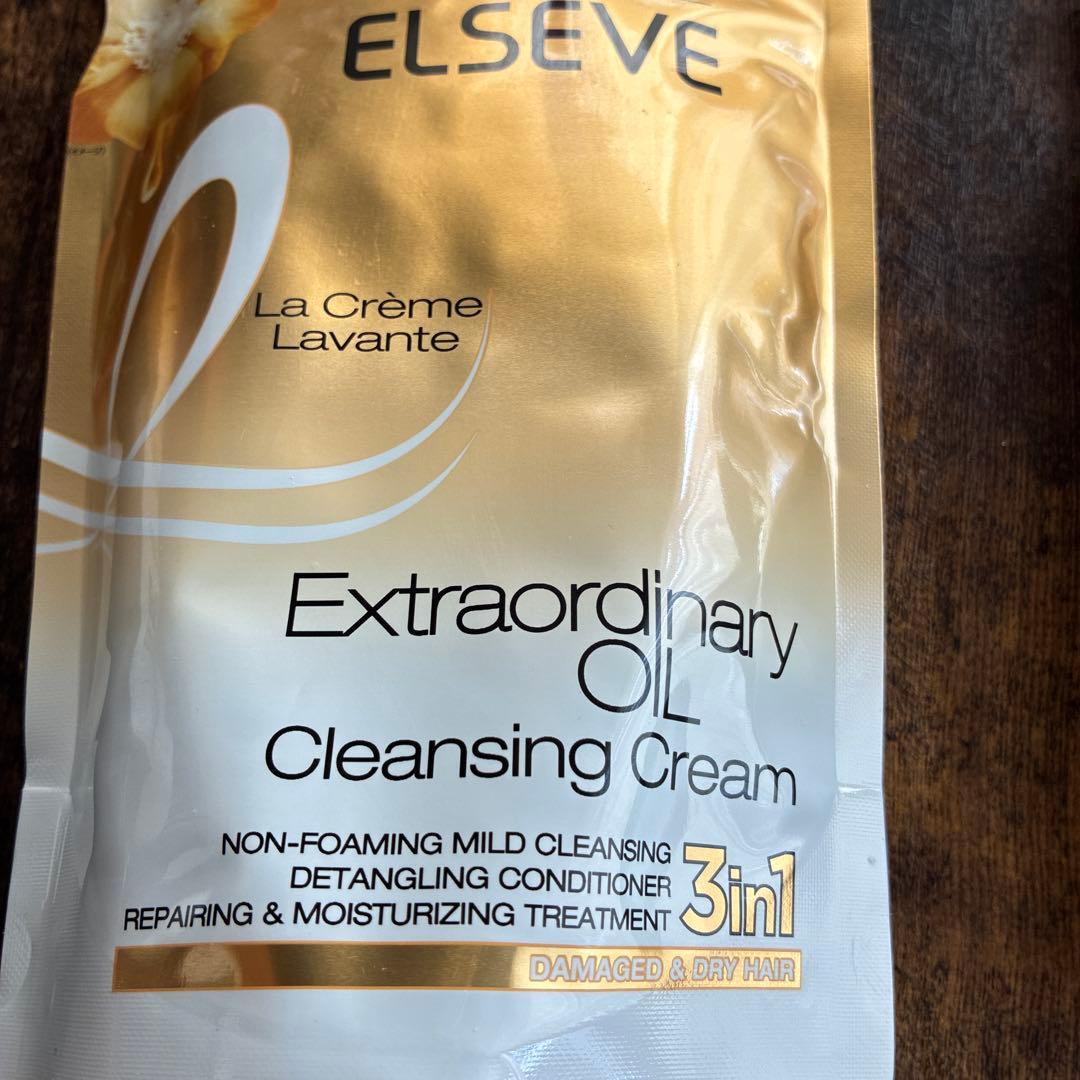 ELSEVE
La Crème
Lavante
Extraordinary
OIL
Cleansing Cream
NON-FOAMING MILD CLEANSING
DETANGLING CONDITIONER
REPAIRING & MOISTURIZING TREATMENT
3in1
DAMAGED & DRY HAIR